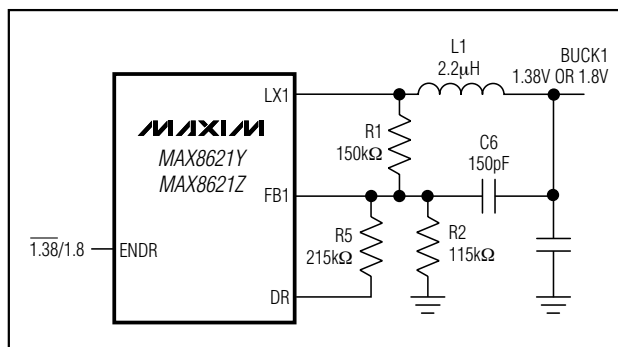 L1
2.2µH
BUCK1
1.38V OR 1.8V
LX1
MAXIM
MAX8621Y
MAX8621Z
R1
150kΩ
C6
150pF
FB1
R5
215kΩ
R2
115kΩ
1.38/1.8
ENDR
DR